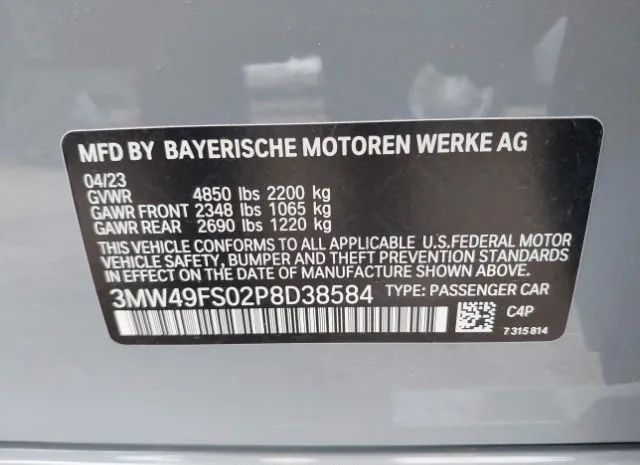 MFD BY BAYERISCHE MOTOREN WERKE AG
04/23
GVWR 4850 lbs 2200 kg
GAWR FRONT 2348 lbs 1065 kg
GAWR REAR 2690 lbs 1220 kg
THIS VEHICLE CONFORMS TO ALL APPLICABLE U.S.FEDERAL MOTOR
VEHICLE SAFETY, BUMPER AND THEFT PREVENTION STANDARDS
IN EFFECT ON THE DATE OF MANUFACTURE SHOWN ABOVE.
3MW49FS02P8D38584 TYPE: PASSENGER CAR
C4P
7 315 814